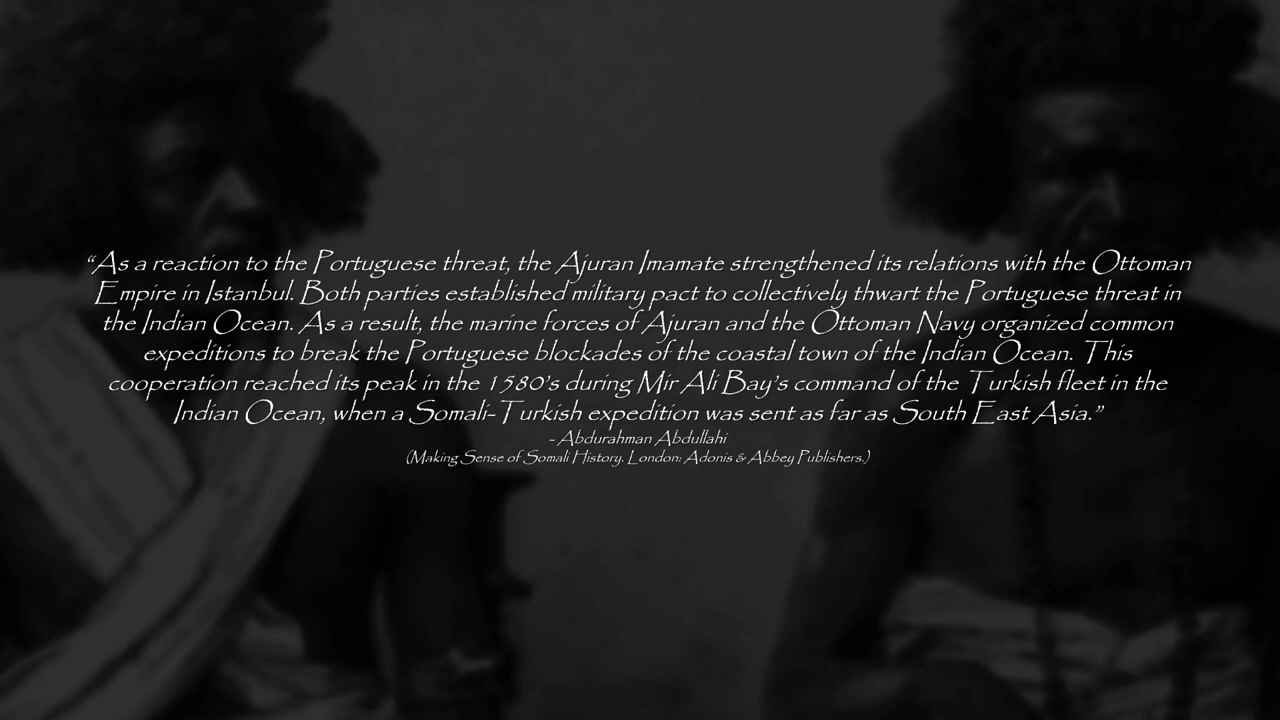 “As a reaction to the Portuguese threat, the Ajuran Imamate strengthened its relations with the Ottoman
Empire in Istanbul. Both parties established military pact to collectively thwart the Portuguese threat in
the Indian Ocean. As a result, the marine forces of Ajuran and the Ottoman Navy organized common
expeditions to break the Portuguese blockades of the coastal town of the Indian Ocean. This
cooperation reached its peak in the 1580's during Mir Ali Bay's command of the Turkish fleet in the
Indian Ocean, when a Somali-Turkish expedition was sent as far as South East Asia.”
- Abdurahman Abdullahi
(Making Sense of Somali History. London: Adonis & Abbey Publishers.)